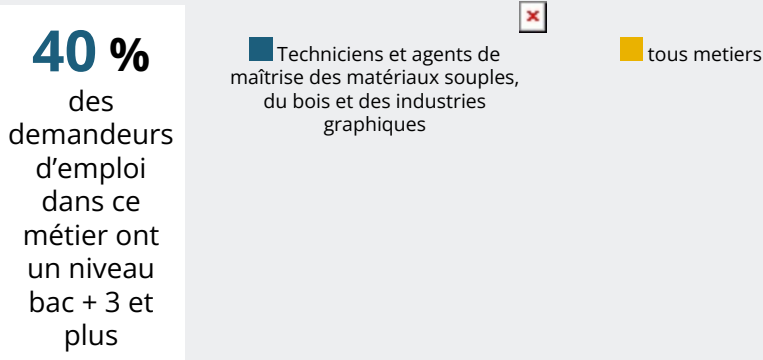 40 %
des
demandeurs
d’emploi
dans ce
métier ont
un niveau
bac + 3 et
plus
Techniciens et agents de
maîtrise des matériaux souples,
du bois et des industries
graphiques
tous metiers